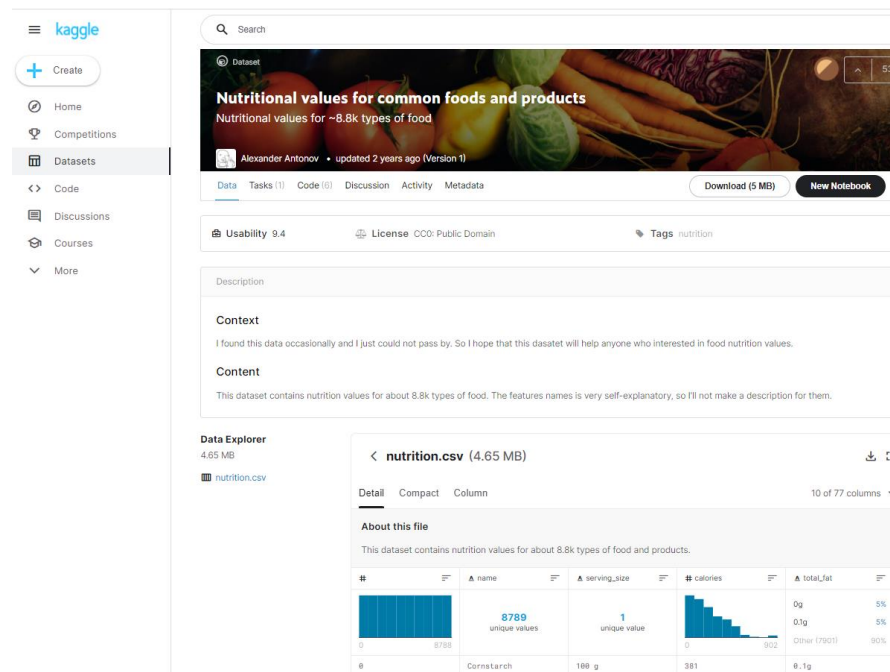 kaggle
Search
Create
Home
Competitions
Datasets
Code
Discussions
Courses
More
Dataset
Nutritional values for common foods and products
Nutritional values for ~8.8k types of food
Alexander Antonov • updated 2 years ago (Version 1)
Data Tasks (1) Code (6) Discussion Activity Metadata Download (5 MB) New Notebook
Usability 9.4 License CC0: Public Domain Tags nutrition
Description
Context
I found this data occasionally and I just could not pass by. So I hope that this dasatet will help anyone who interested in food nutrition values.
Content
This dataset contains nutrition values for about 8.8k types of food. The features names is very self-explanatory, so I'll not make a description for them.
Data Explorer
4.65 MB
nutrition.csv
< nutrition.csv (4.65 MB)
Detail Compact Column 10 of 77 columns
About this file
This dataset contains nutrition values for about 8.8k types of food and products.
# name serving_size # calories total_fat
8789 unique values
1 unique value
0g 5%
0.1g 5%
Other (7901) 90%
0 8788 0 902
0 Cornstarch 100 g 381 0.1g